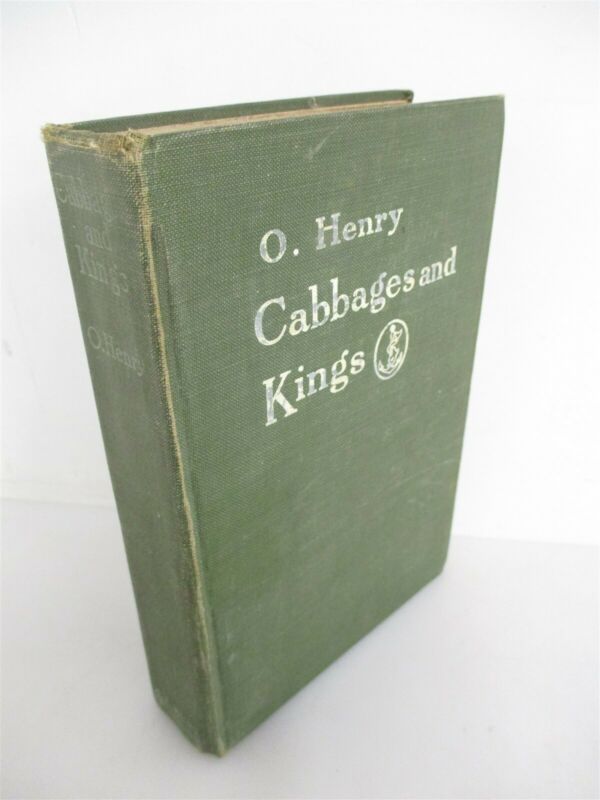 O. Henry
Cabbages and
Kings
Cabbages
and
Kings
O. Henry